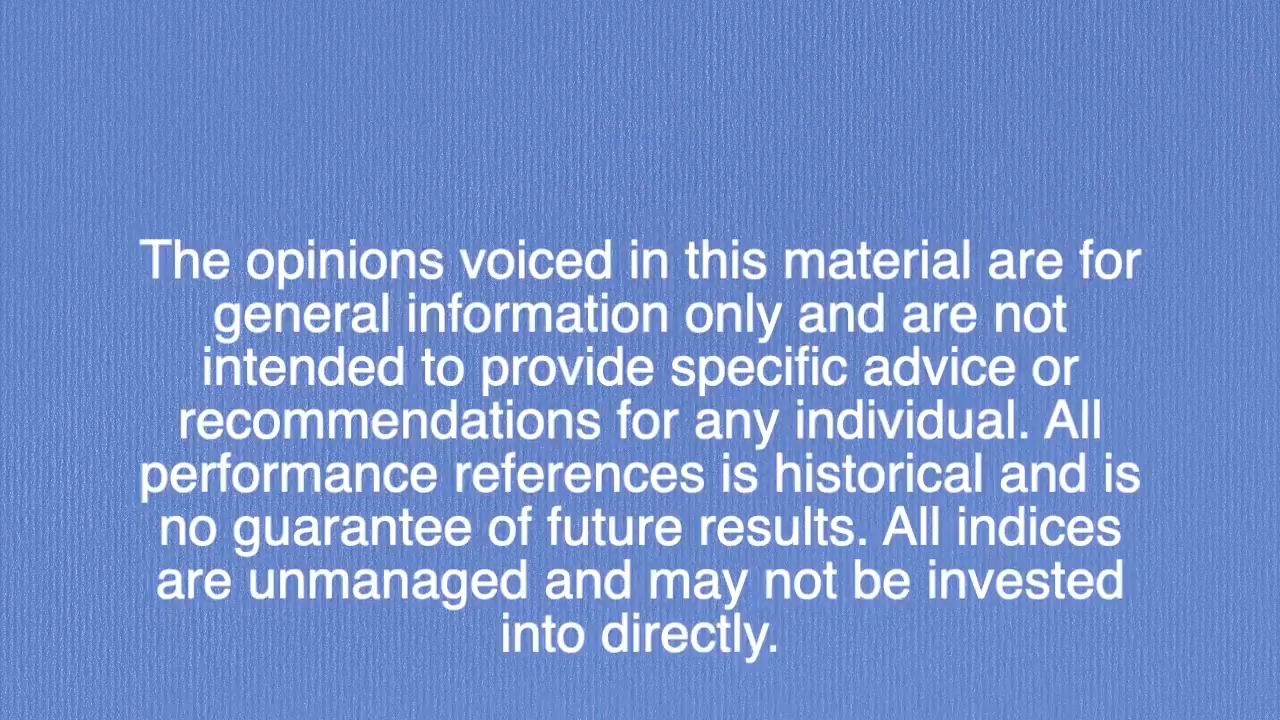 The opinions voiced in this material are for
general information only and are not
intended to provide specific advice or
recommendations for any individual. All
performance references is historical and is
no guarantee of future results. All indices
are unmanaged and may not be invested
into directly.